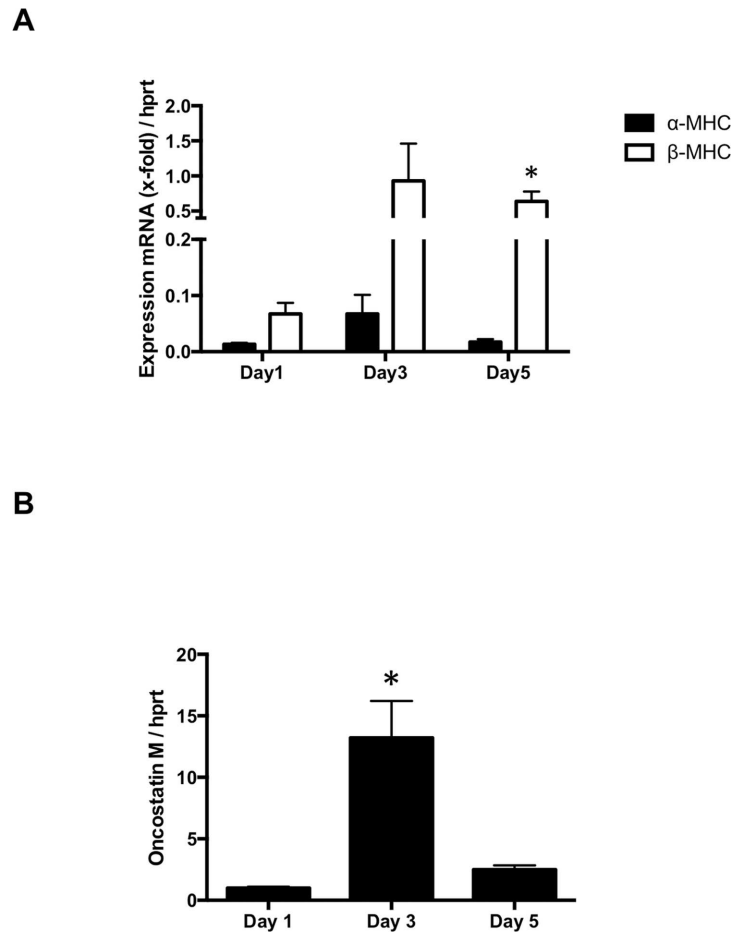 A
Expression mRNA (x-fold) / hprt
2.0
1.5
1.0
0.5
0.2
0.1
0.0
*
Day1 Day3 Day5
α-MHC
β-MHC
B
Oncostatin M / hprt
20
15
10
5
0
*
Day 1 Day 3 Day 5